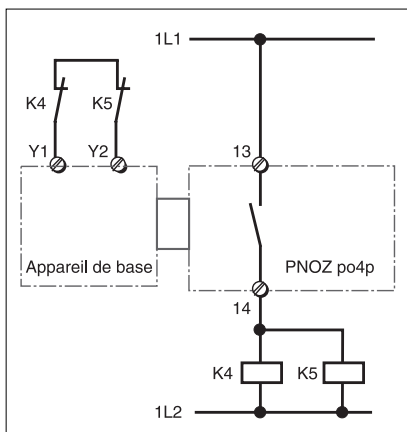 1L1
K4
K5
Y1
Y2
13
Appareil de base
PNOZ po4p
14
K4
K5
1L2